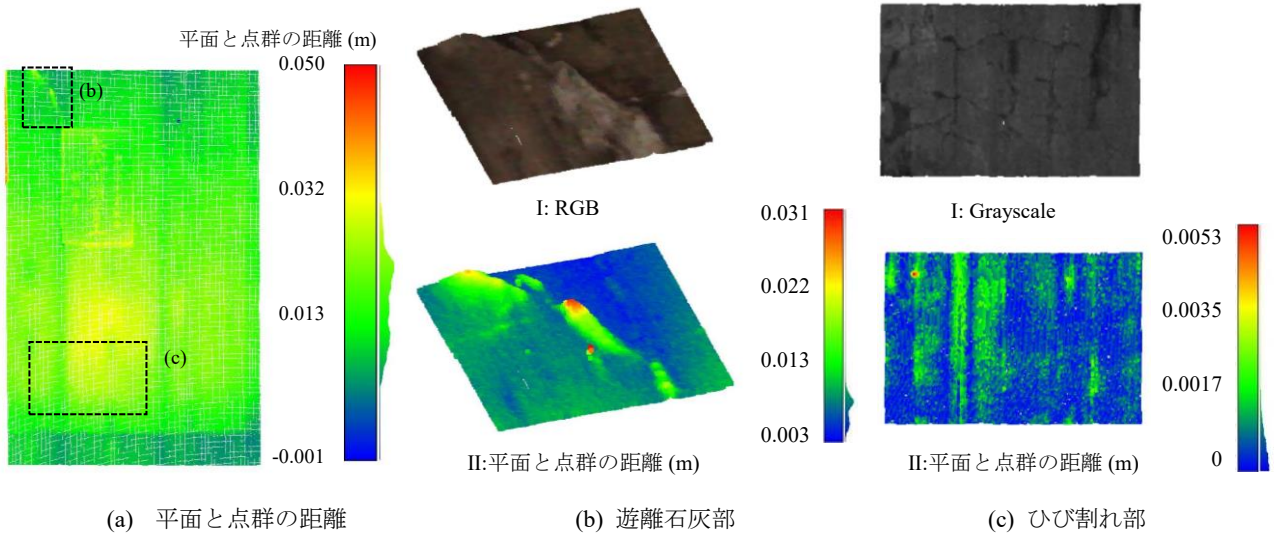 平面と点群の距離 (m)
0.050
0.032
0.013
-0.001
(b)
(c)
(a) 平面と点群の距離
I: RGB
0.031
0.022
0.013
0.003
II:平面と点群の距離 (m)
(b) 遊離石灰部
I: Grayscale
0.0053
0.0035
0.0017
0
II:平面と点群の距離 (m)
(c) ひび割れ部